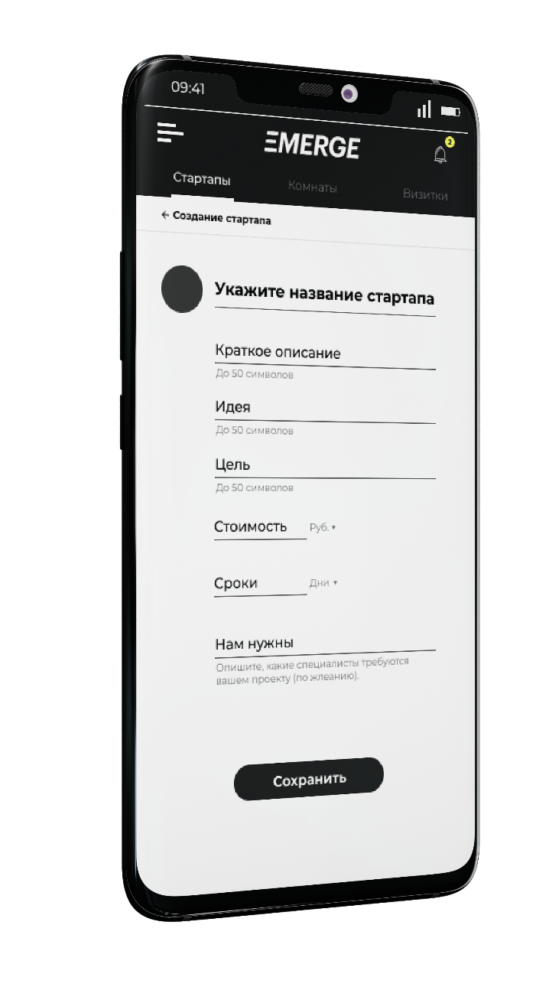 09:41
EMERGE
2
Стартапы Комнаты Визитки
← Создание стартапа
Укажите название стартапа
Краткое описание
До 50 символов
Идея
До 50 символов
Цель
До 50 символов
Стоимость Руб. ▾
Сроки Дни ▾
Нам нужны
Опишите, какие специалисты требуются
вашем проекту (по жлеанию).
Сохранить